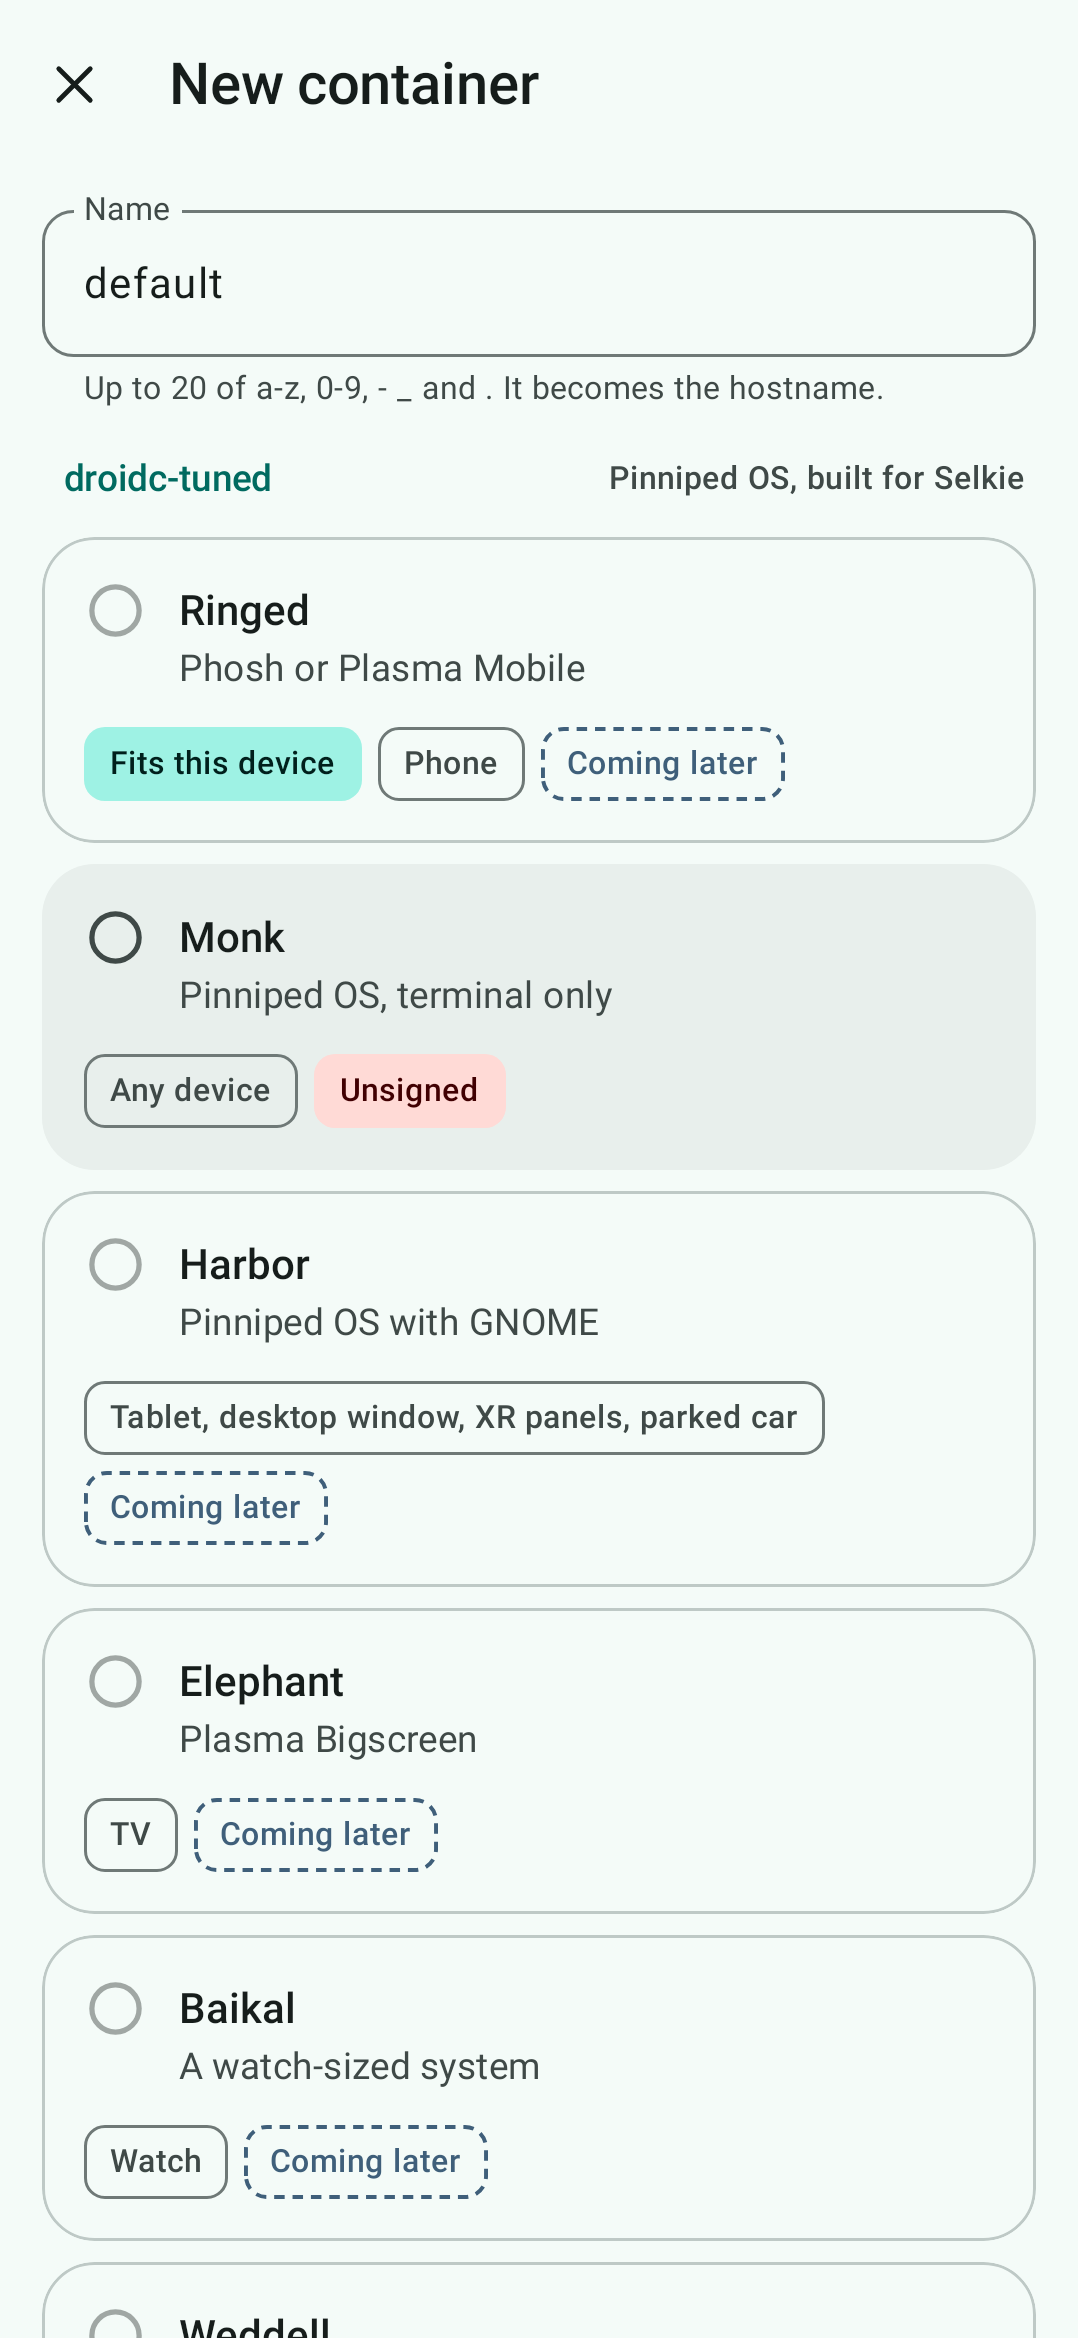 New container
Name
default
Up to 20 of a-z, 0-9, - _ and . It becomes the hostname.
droidc-tuned
Pinniped OS, built for Selkie
Ringed
Phosh or Plasma Mobile
Fits this device
Phone
Coming later
Monk
Pinniped OS, terminal only
Any device
Unsigned
Harbor
Pinniped OS with GNOME
Tablet, desktop window, XR panels, parked car
Coming later
Elephant
Plasma Bigscreen
TV
Coming later
Baikal
A watch-sized system
Watch
Coming later
Weddell